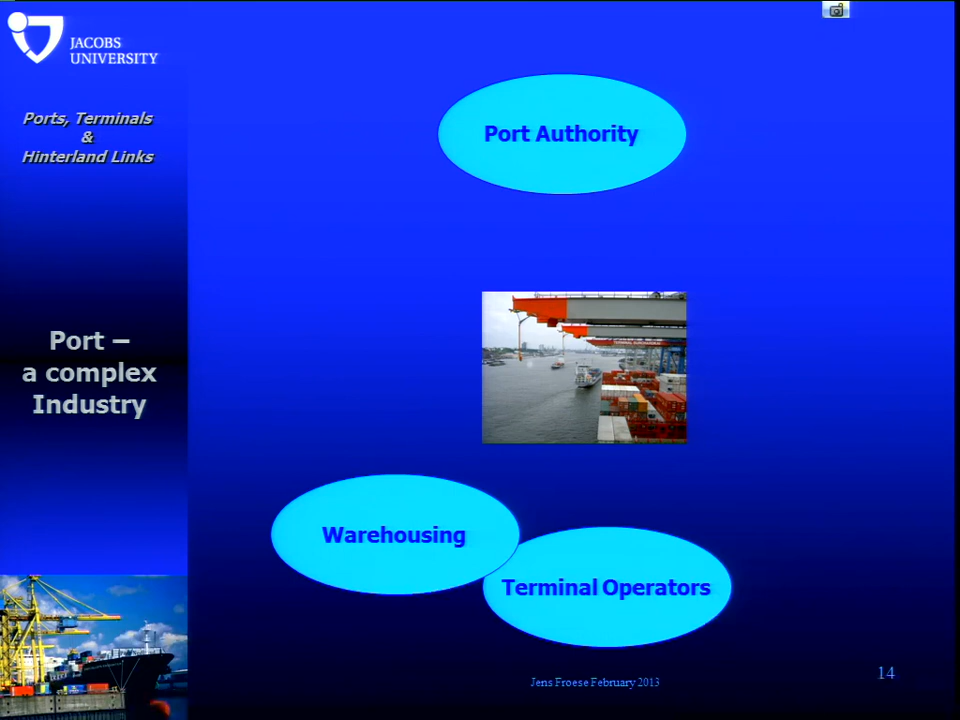 JACOBS
UNIVERSITY
Ports, Terminals
&
Hinterland Links
Port –
a complex
Industry
Port Authority
Warehousing
Terminal Operators
Jens Froese February 2013
14